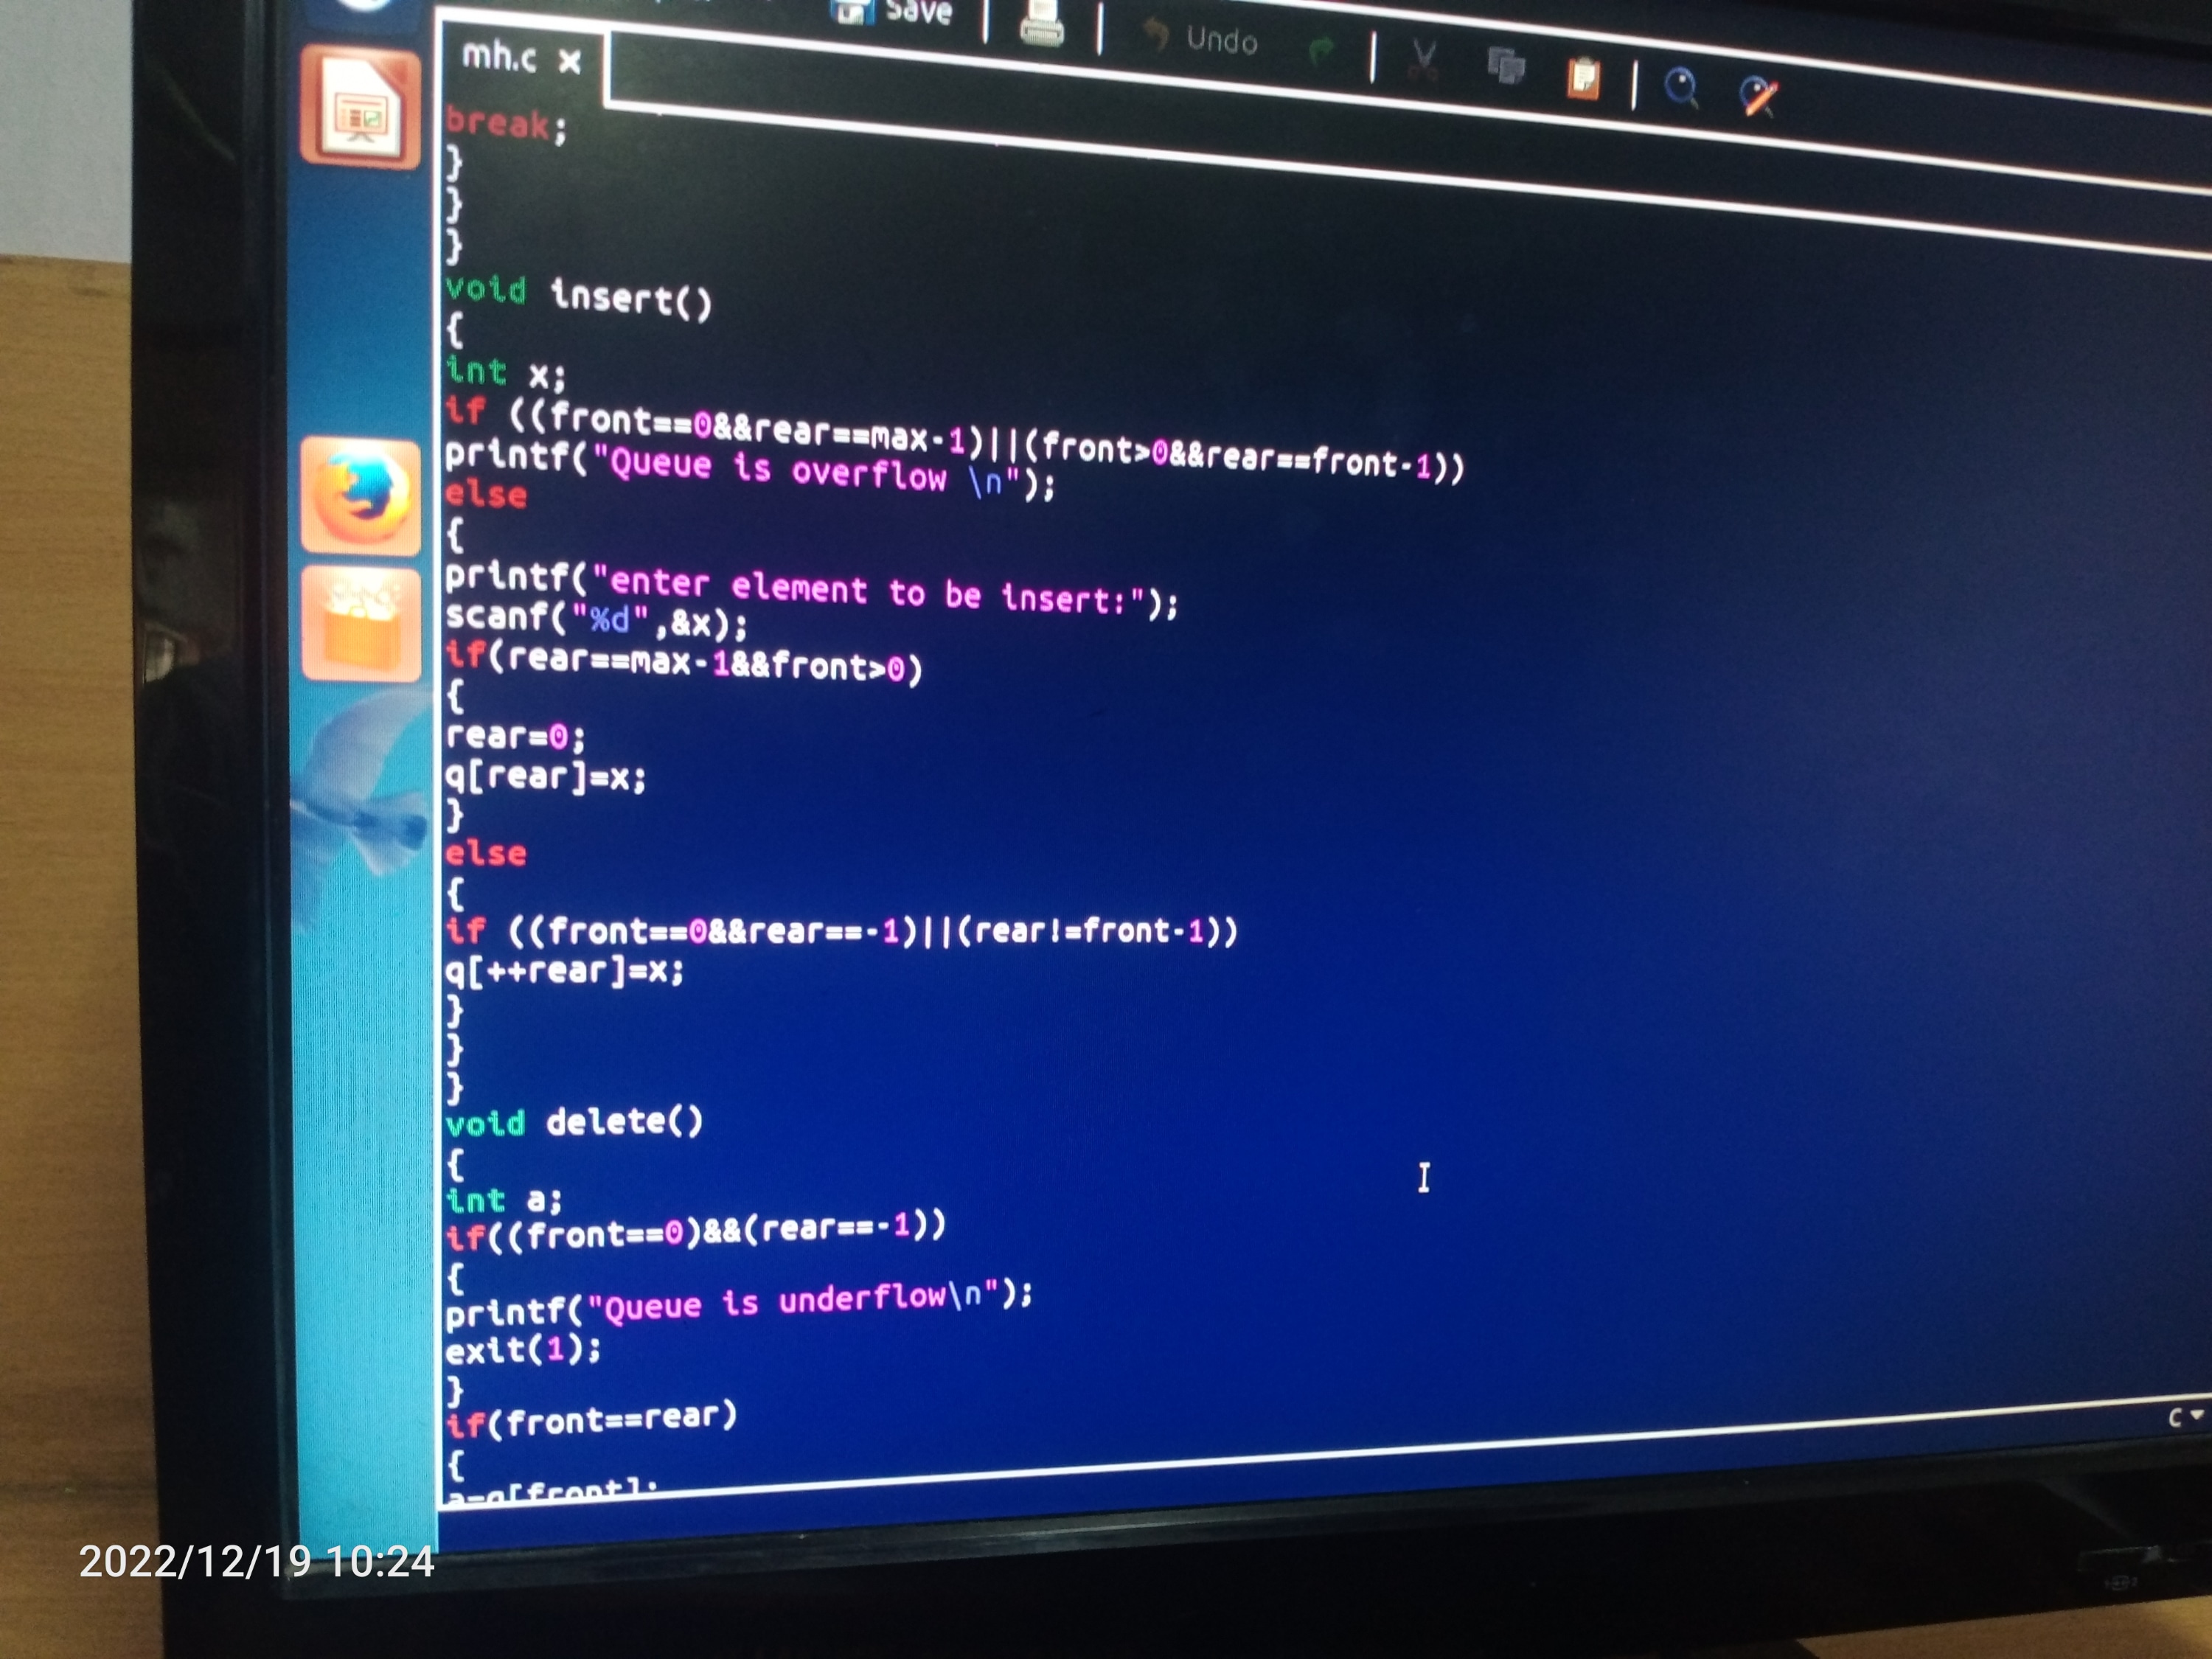 Save
Undo
mh.c
break;
}
}
}
void insert()
{
int x;
if ((front==0&&rear==max-1)||(front>0&&rear==front-1))
printf("Queue is overflow \n");
else
{
printf("enter element to be insert:");
scanf("%d",&x);
if(rear==max-1&&front>0)
{
rear=0;
q[rear]=x;
}
else
{
if ((front==0&&rear==-1)||(rear!=front-1))
q[++rear]=x;
}
}
}
void delete()
{
int a;
if((front==0)&&(rear==-1))
{
printf("Queue is underflow\n");
exit(1);
}
if(front==rear)
{
a=q[front];
C
2022/12/19 10:24